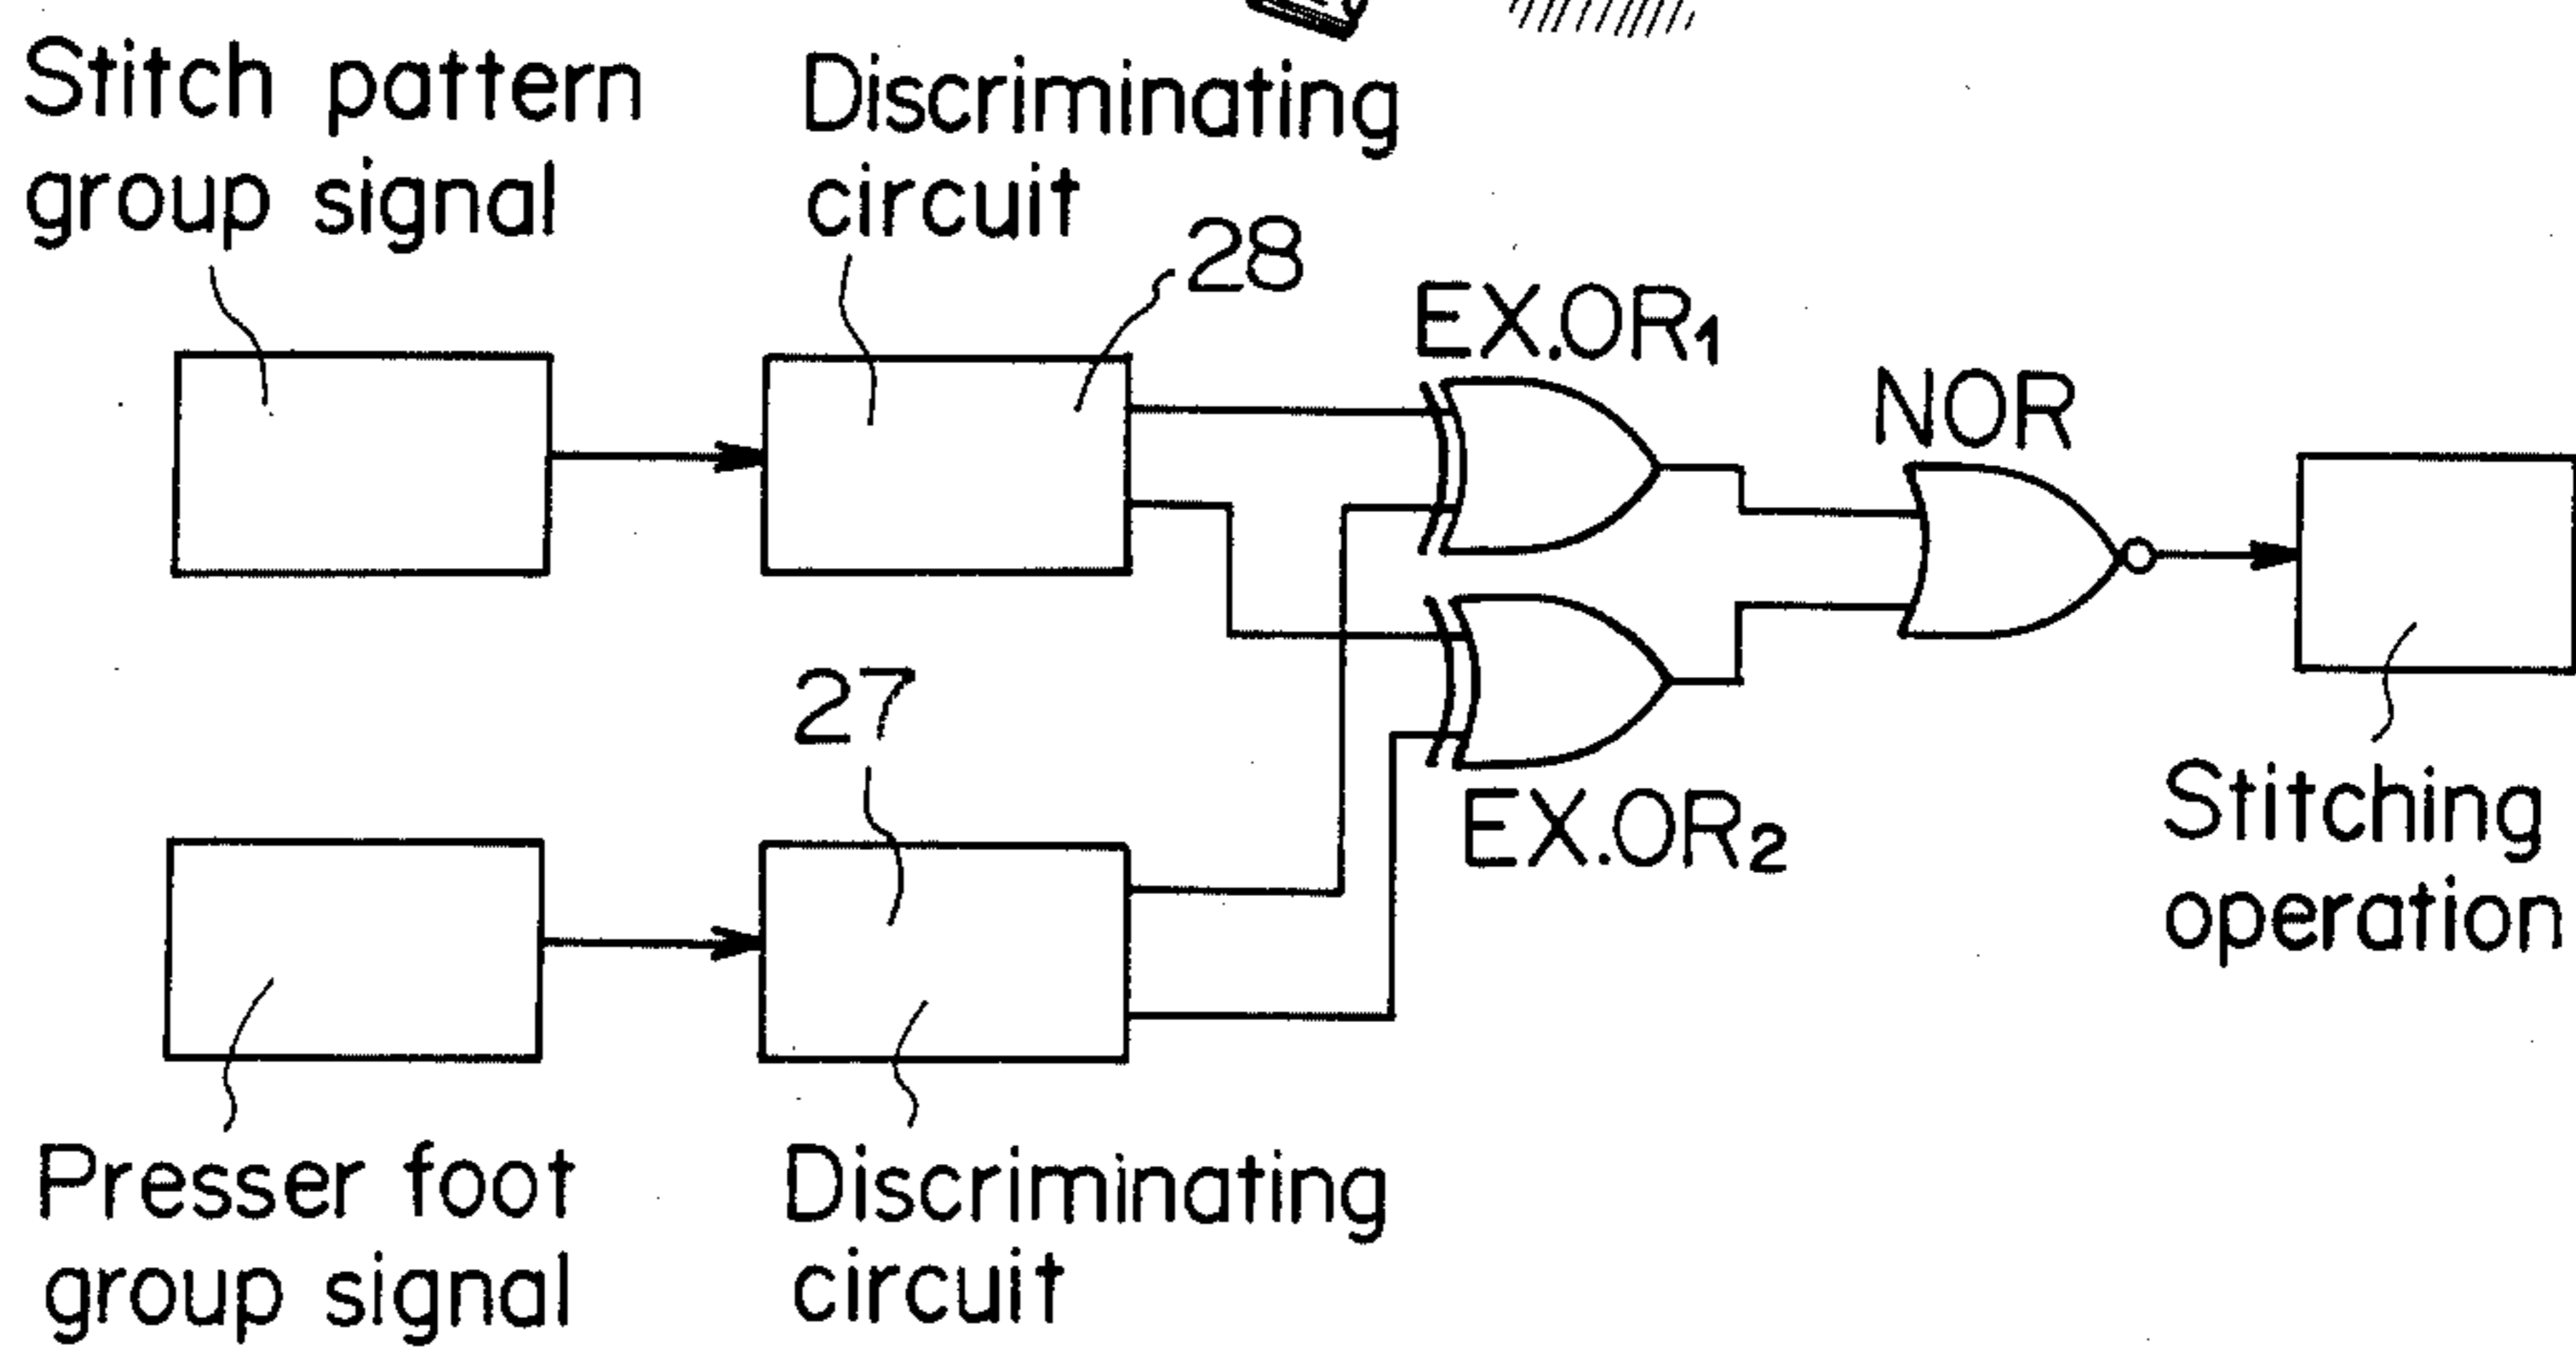 Stitch pattern
group signal
Discriminating
circuit
28
EX.OR1
NOR
27
EX.OR2
Stitching
operation
Presser foot
group signal
Discriminating
circuit